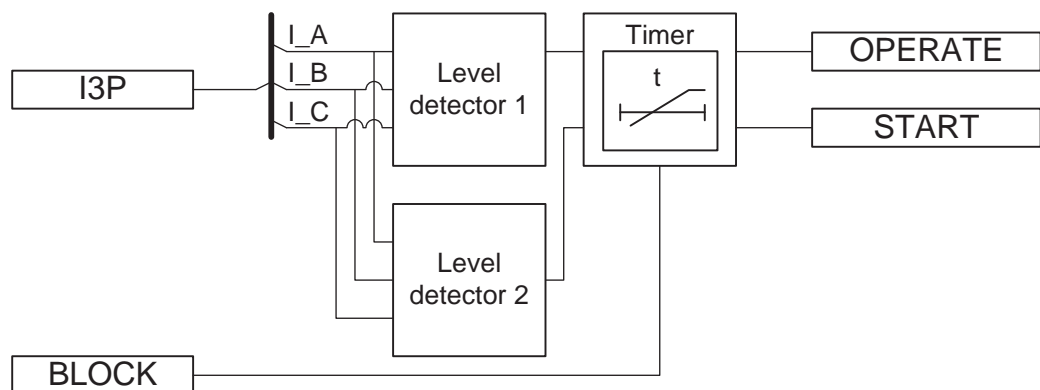 I3P
I_A
I_B
I_C
Level
detector 1
Timer
t
OPERATE
START
Level
detector 2
BLOCK